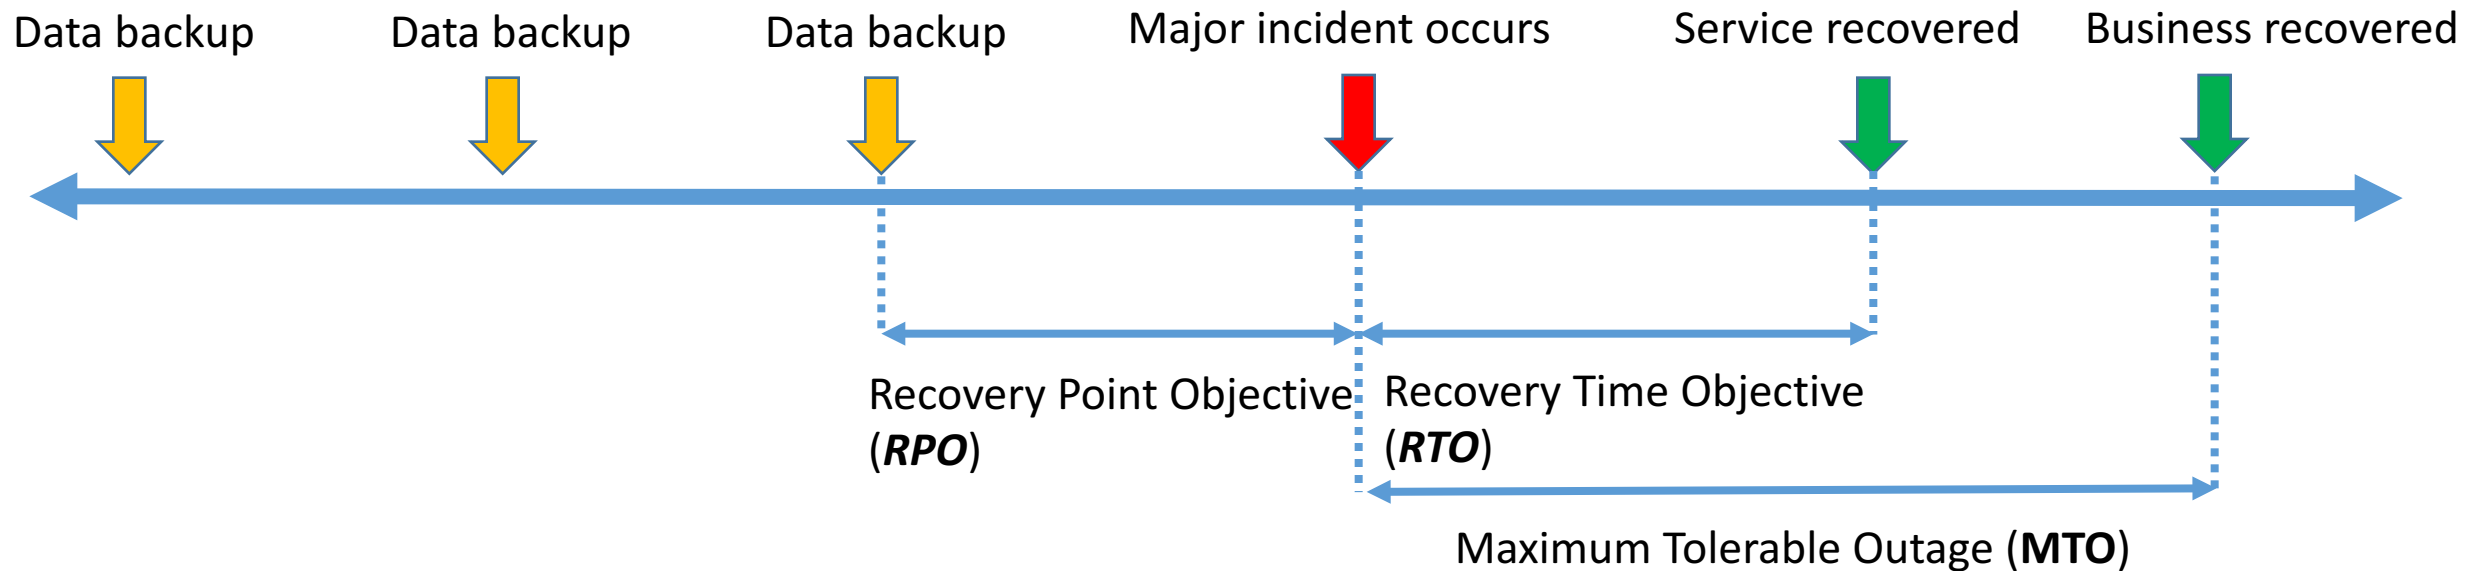 Data backup
Data backup
Data backup
Major incident occurs
Service recovered
Business recovered
Recovery Point Objective
(RPO)
Recovery Time Objective
(RTO)
Maximum Tolerable Outage (MTO)